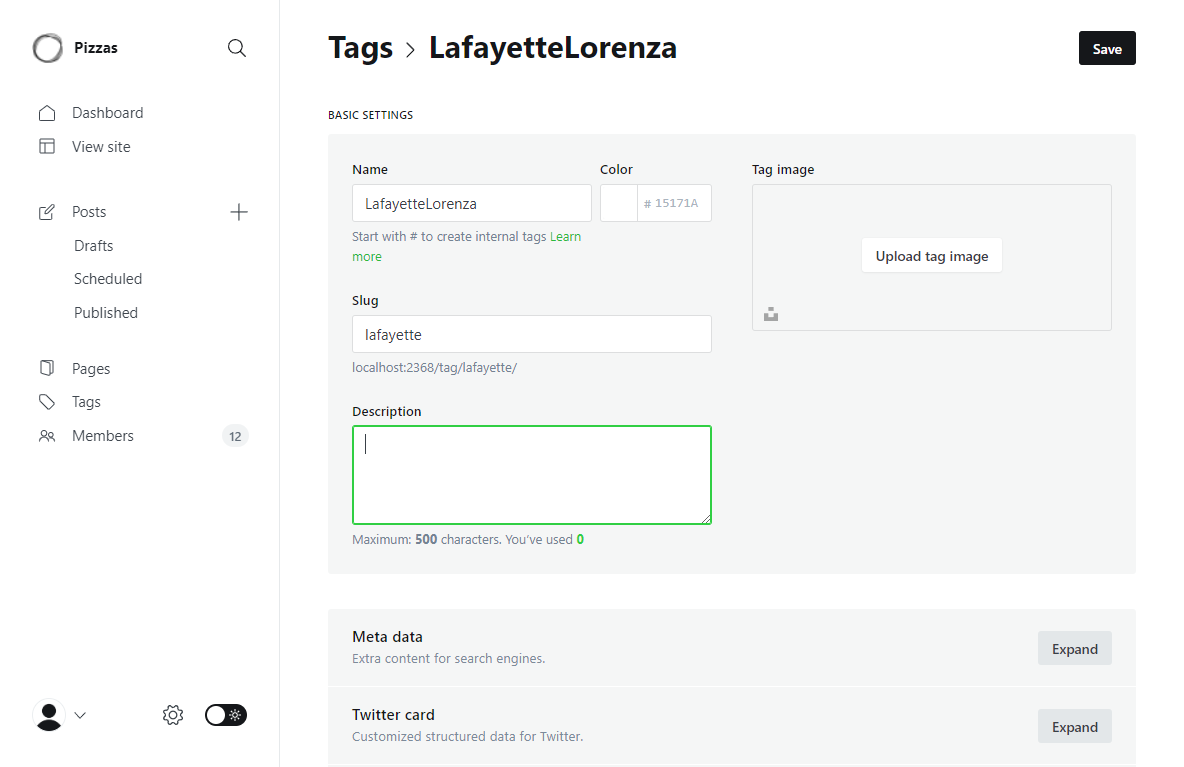 Pizzas
Dashboard
View site
Posts
Drafts
Scheduled
Published
Pages
Tags
Members
12
Tags > LafayetteLorenza
Save
BASIC SETTINGS
Name
Color
Tag image
LafayetteLorenza
# 15171A
Start with # to create internal tags Learn
more
Upload tag image
Slug
lafayette
localhost:2368/tag/lafayette/
Description
Maximum: 500 characters. You’ve used 0
Meta data
Extra content for search engines.
Expand
Twitter card
Customized structured data for Twitter.
Expand